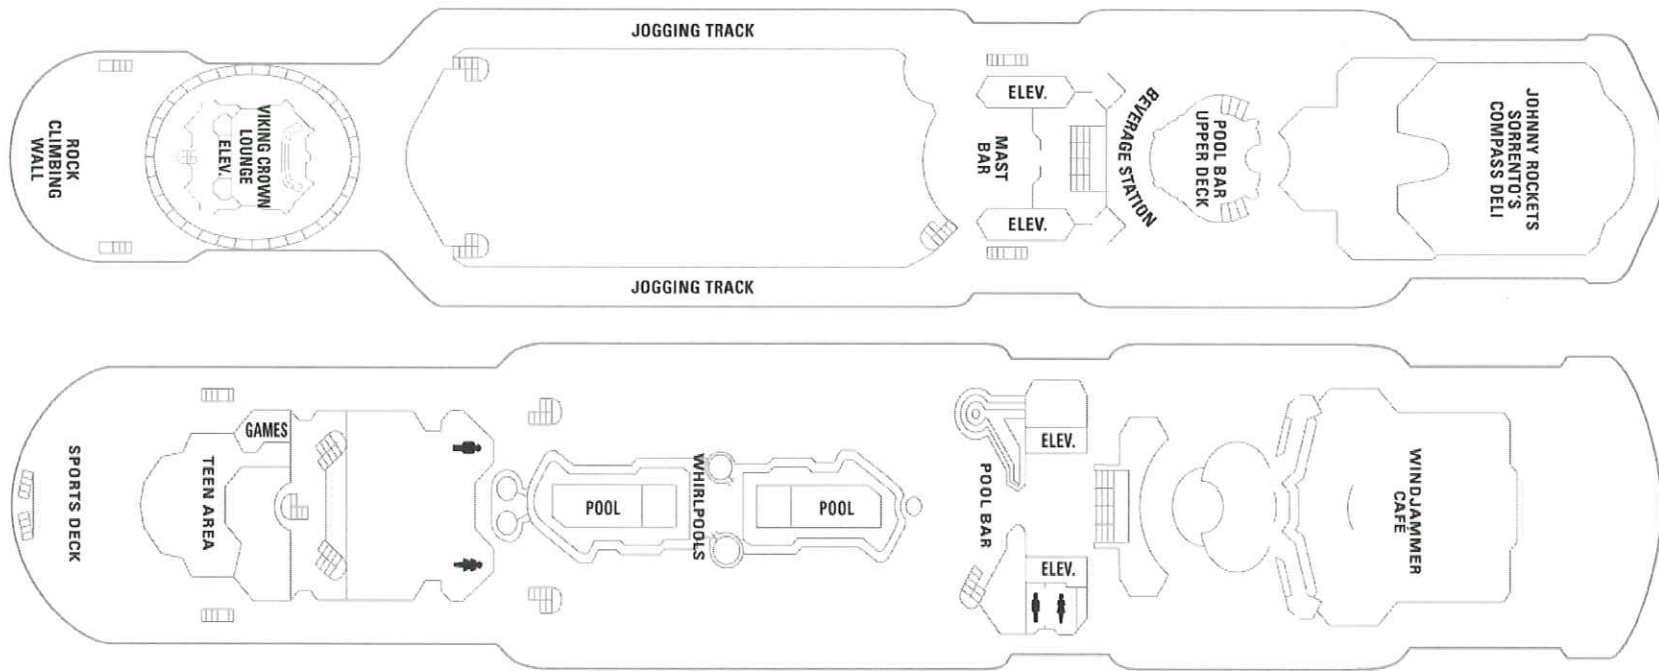 JOGGING TRACK
ROCK
CLIMBING
WALL
VIKING CROWN
LOUNGE
ELEV.
ELEV.
MAST
BAR
ELEV.
BEVERAGE STATION
POOL BAR
UPPER DECK
JOHNNY ROCKETS
SORRENTO'S
COMPASS DELI
JOGGING TRACK
SPORTS DECK
GAMES
TEEN AREA
POOL
WHIRLPOOLS
POOL
POOL BAR
ELEV.
ELEV.
WINDJAMMER
CAFE